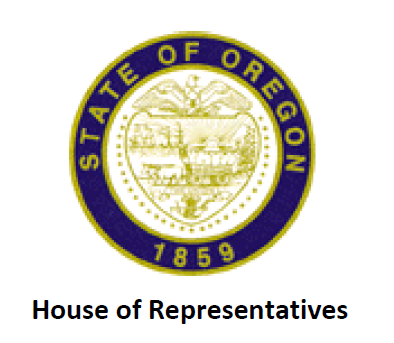 STATE OF OREGON
1859
House of Representatives